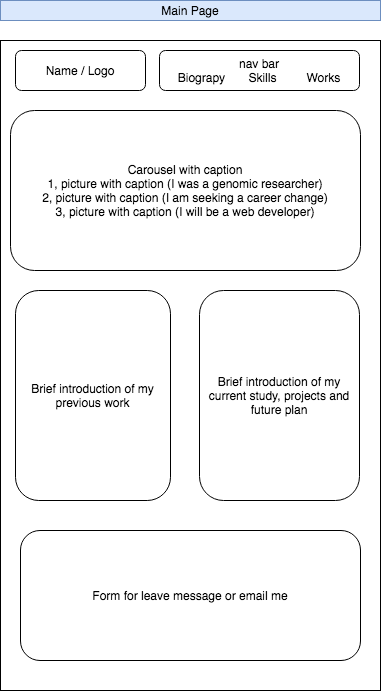 Main Page
Name / Logo
nav bar
Biograpy Skills Works
Carousel with caption
1, picture with caption (I was a genomic researcher)
2, picture with caption (I am seeking a career change)
3, picture with caption (I will be a web developer)
Brief introduction of my
previous work
Brief introduction of my
current study, projects and
future plan
Form for leave message or email me